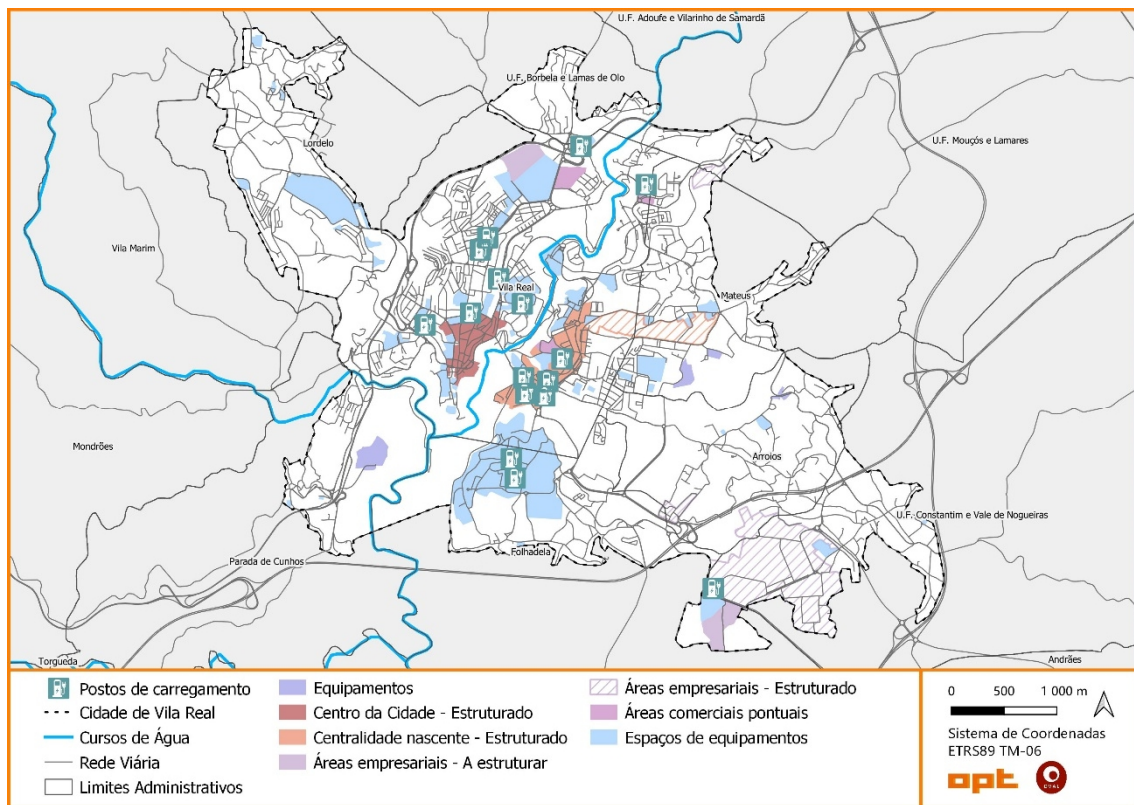 U.F. Adoufe e Vilarinho de Samardã
U.F. Borbela e Lamas de Olo
U.F. Mouçós e Lamares
Lordelo
Vila Marim
Vila Real
Mateus
Mondrões
Arroios
U.F. Constantim e Vale de Nogueiras
Folhadela
Parada de Cunhos
Torgueda
Andrães
Postos de carregamento
Cidade de Vila Real
Cursos de Água
Rede Viária
Limites Administrativos
Equipamentos
Centro da Cidade - Estruturado
Centralidade nascente - Estruturado
Áreas empresariais - A estruturar
Áreas empresariais - Estruturado
Áreas comerciais pontuais
Espaços de equipamentos
0 500 1 000 m
Sistema de Coordenadas
ETRS89 TM-06
opt